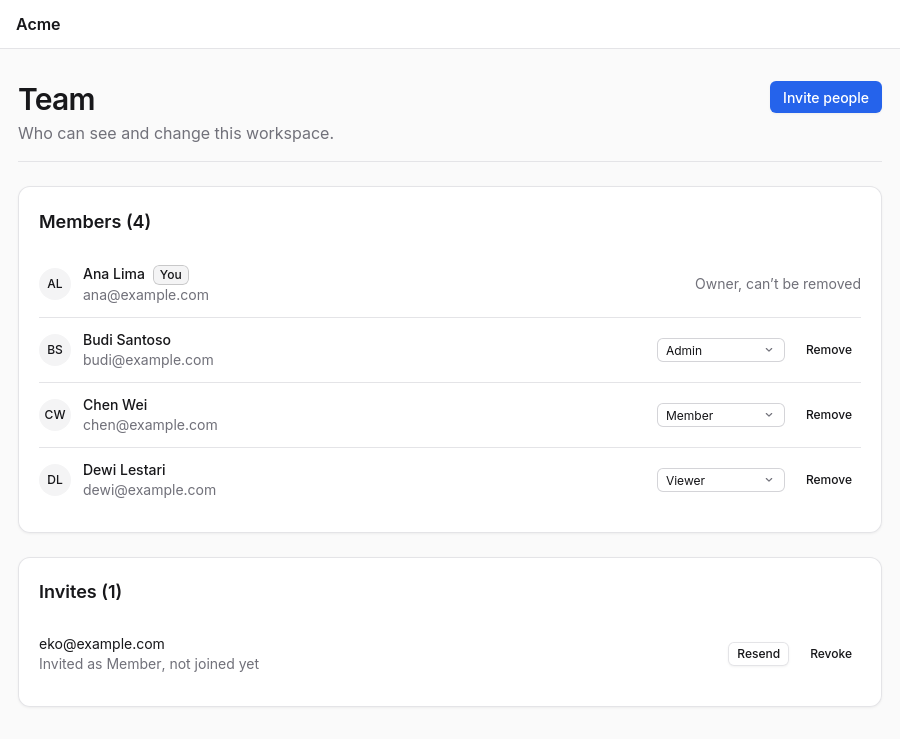 Acme
Team
Invite people
Who can see and change this workspace.
Members (4)
AL
Ana Lima You
ana@example.com
Owner, can’t be removed
BS
Budi Santoso
budi@example.com
Admin
Remove
CW
Chen Wei
chen@example.com
Member
Remove
DL
Dewi Lestari
dewi@example.com
Viewer
Remove
Invites (1)
eko@example.com
Invited as Member, not joined yet
Resend
Revoke